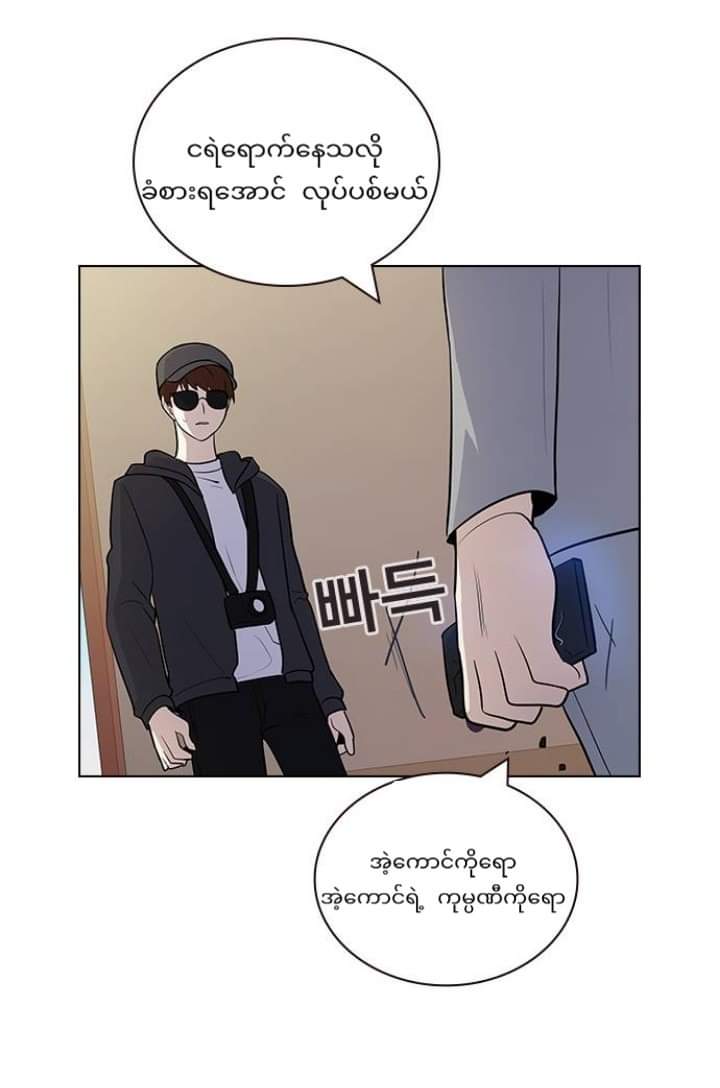 ငရဲရောက်နေသလို
ခံစားရအောင် လုပ်ပစ်မယ်
빠득
အဲ့ကောင်ကိုရော
အဲ့ကောင်ရဲ့ ကုမ္ပဏီကိုရော